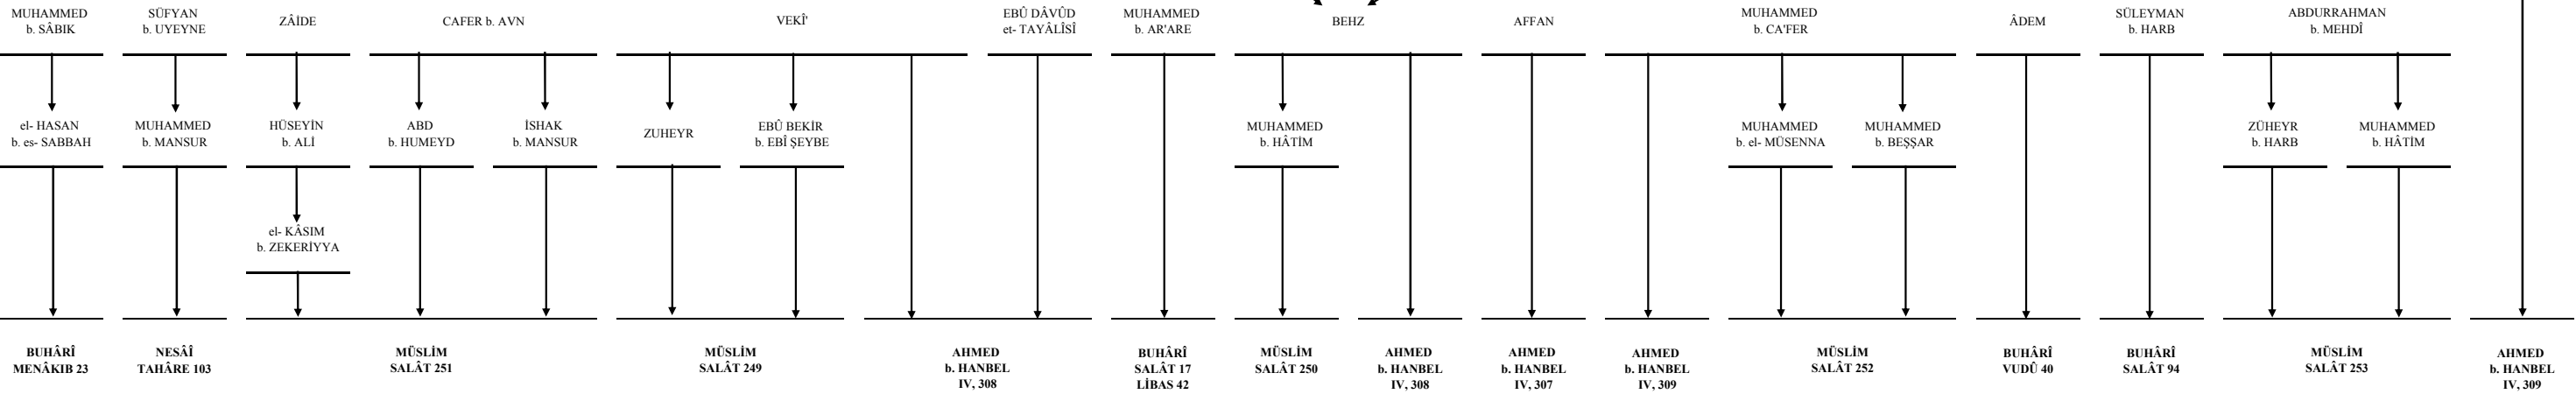 MUHAMMED
b. SÂBIK
SÜFYAN
b. UYEYNE
ZÂİDE
CAFER b. AVN
VEKÎ'
EBÛ DÂVÛD
et- TAYÂLÎSÎ
MUHAMMED
b. AR'ARE
BEHZ
AFFAN
MUHAMMED
b. CA'FER
ÂDEM
SÜLEYMAN
b. HARB
ABDURRAHMAN
b. MEHDÎ
el- HASAN
b. es- SABBAH
MUHAMMED
b. MANSUR
HÜSEYİN
b. ALİ
ABD
b. HUMEYD
İSHAK
b. MANSUR
ZUHEYR
EBÛ BEKİR
b. EBÎ ŞEYBE
MUHAMMED
b. HÂTİM
MUHAMMED
b. el- MÜSENNA
MUHAMMED
b. BEŞŞAR
ZÜHEYR
b. HARB
MUHAMMED
b. HÂTİM
el- KÂSIM
b. ZEKERİYYA
BUHÂRÎ
MENÂKIB 23
NESÂÎ
TAHÂRE 103
MÜSLİM
SALÂT 251
MÜSLİM
SALÂT 249
AHMED
b. HANBEL
IV, 308
BUHÂRÎ
SALÂT 17
LİBAS 42
MÜSLİM
SALÂT 250
AHMED
b. HANBEL
IV, 308
AHMED
b. HANBEL
IV, 307
AHMED
b. HANBEL
IV, 309
MÜSLİM
SALÂT 252
BUHÂRÎ
VUDÛ 40
BUHÂRÎ
SALÂT 94
MÜSLİM
SALÂT 253
AHMED
b. HANBEL
IV, 309